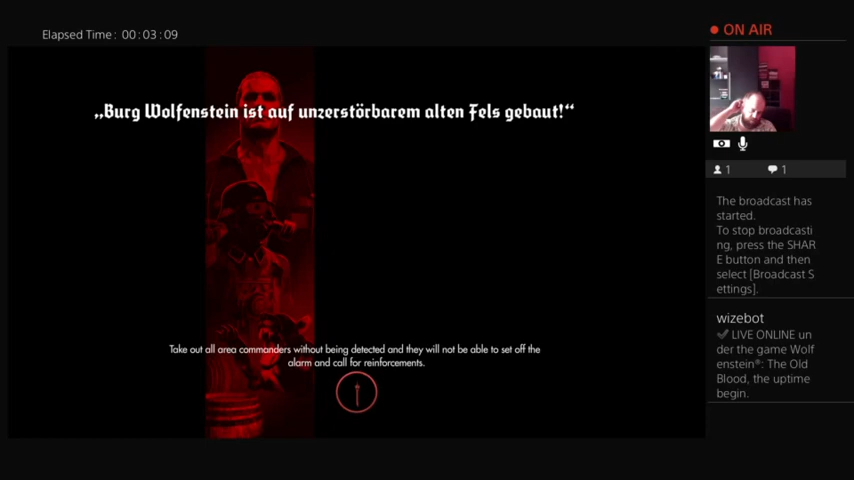 Elapsed Time: 00:03:09
ON AIR
„Burg Wolfenstein ist auf unzerstörbarem alten Fels gebaut!“
1
1
The broadcast has
started.
To stop broadcasti
ng, press the SHAR
E button and then
select [Broadcast S
ettings].
wizebot
✔ LIVE ONLINE un
der the game Wolf
enstein®: The Old
Blood, the uptime
begin.
Take out all area commanders without being detected and they will not be able to set off the
alarm and call for reinforcements.